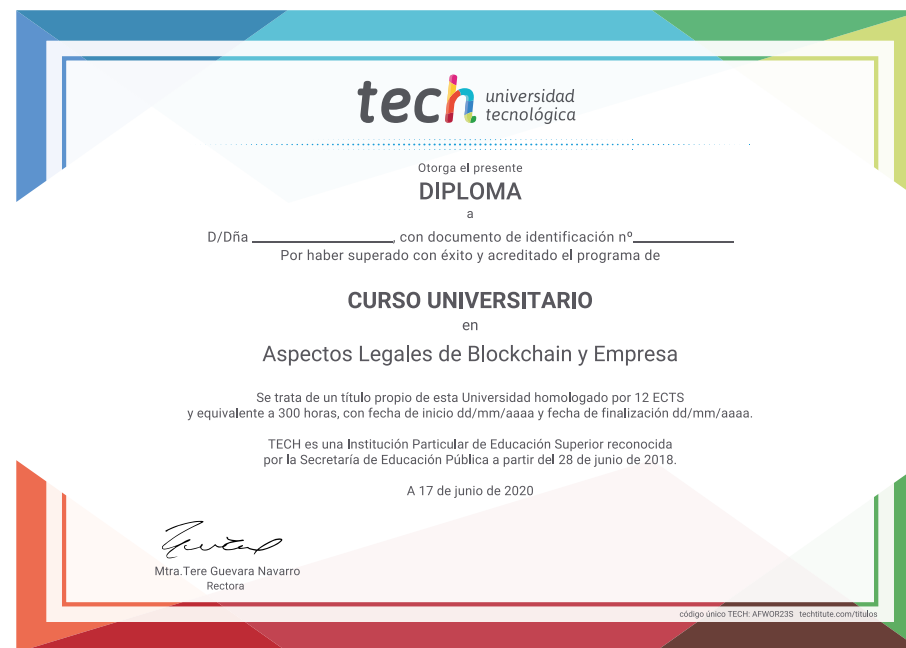 tech universidad
tecnológica
Otorga el presente
DIPLOMA
a
D/Dña ____________________, con documento de identificación nº______________
Por haber superado con éxito y acreditado el programa de
CURSO UNIVERSITARIO
en
Aspectos Legales de Blockchain y Empresa
Se trata de un título propio de esta Universidad homologado por 12 ECTS
y equivalente a 300 horas, con fecha de inicio dd/mm/aaaa y fecha de finalización dd/mm/aaaa.
TECH es una Institución Particular de Educación Superior reconocida
por la Secretaría de Educación Pública a partir del 28 de junio de 2018.
A 17 de junio de 2020
Mtra.Tere Guevara Navarro
Rectora
código único TECH: AFWOR23S techtitute.com/titulos